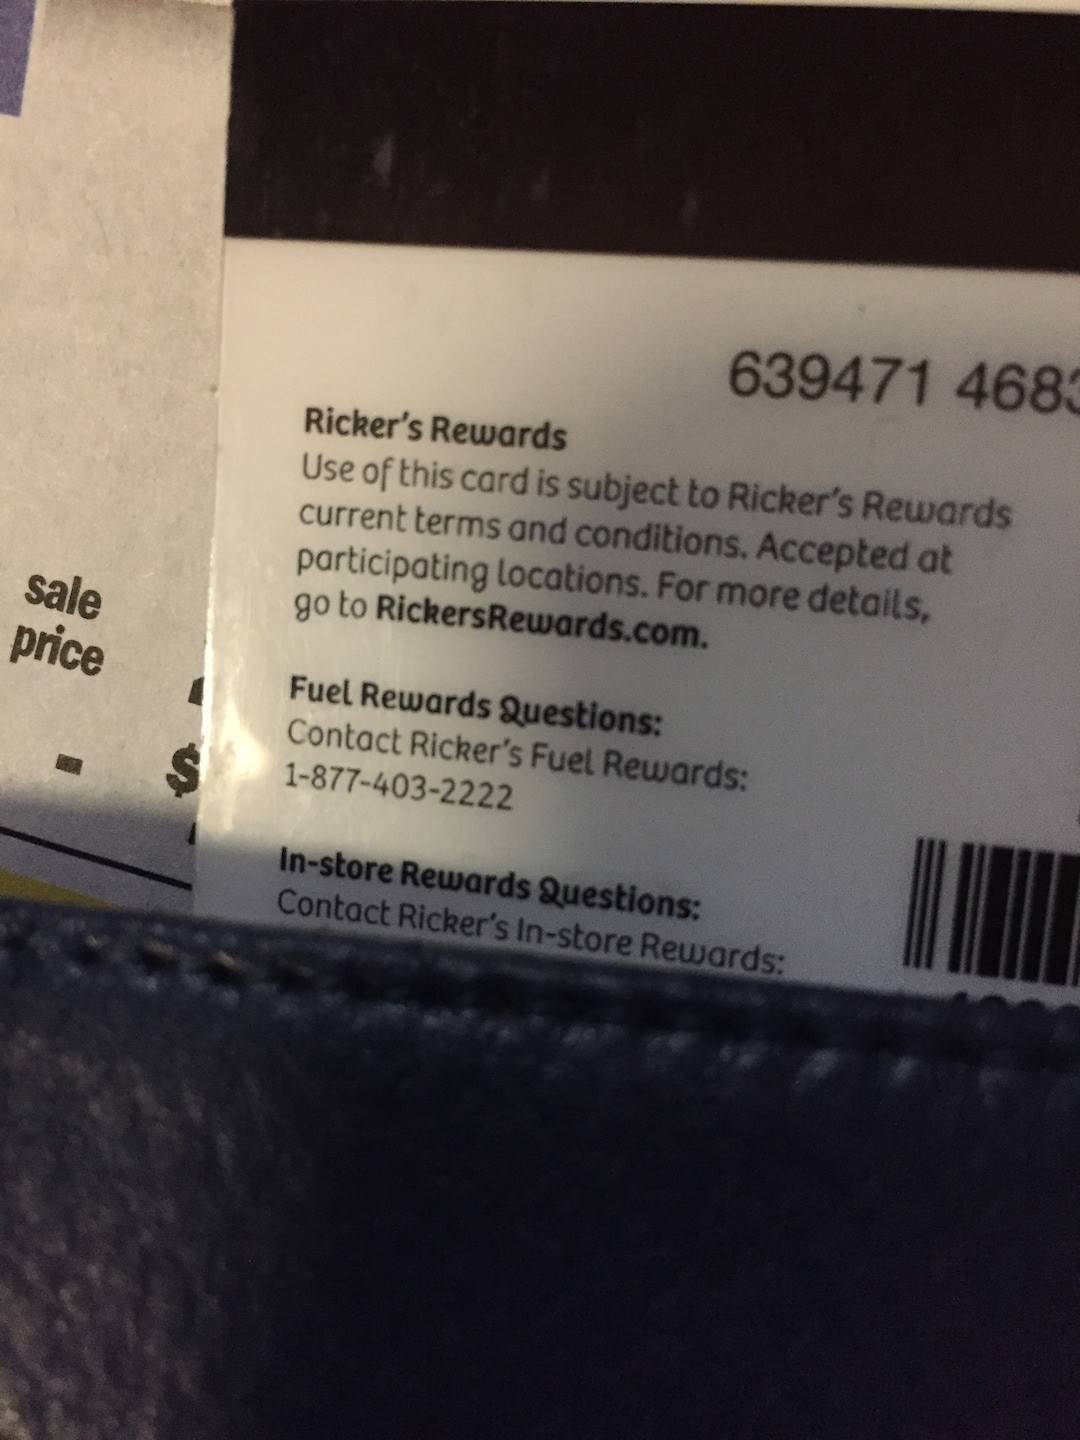 639471 468
Ricker's Rewards
Use of this card is subject to Ricker's Rewards
current terms and conditions. Accepted at
participating locations. For more details,
go to RickersRewards.com.
Fuel Rewards Questions:
Contact Ricker's Fuel Rewards:
1-877-403-2222
In-store Rewards Questions:
Contact Ricker's In-store Rewards:
sale
price
- $